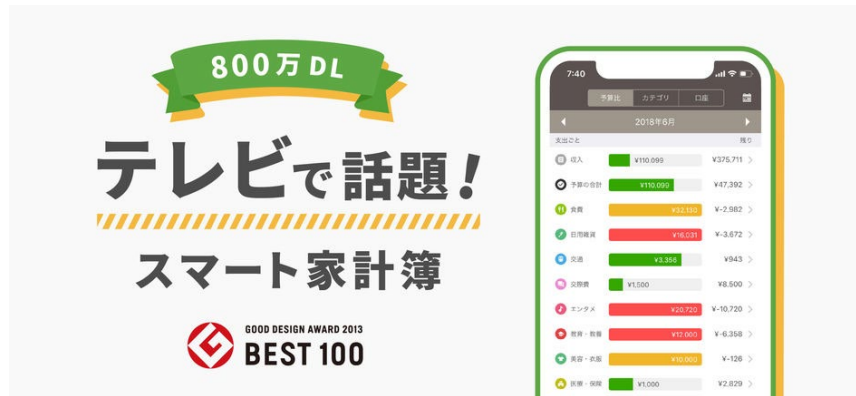 800万DL
テレビで話題!
スマート家計簿
GOOD DESIGN AWARD 2013
BEST 100
7:40
予算比 カテゴリ 口座
2018年6月
支出ごと 残り
収入 ¥110,099 ¥375,711
予算の合計 ¥110,099 ¥47,392
食費 ¥32,150 ¥-2,982
日用雑貨 ¥16,031 ¥-3,672
交通 ¥3,356 ¥943
交際費 ¥1,500 ¥8,500
エンタメ ¥20,720 ¥-10,720
教育・教養 ¥12,000 ¥-6,358
美容・衣服 ¥10,000 ¥-126
医療・保険 ¥1,000 ¥2,829